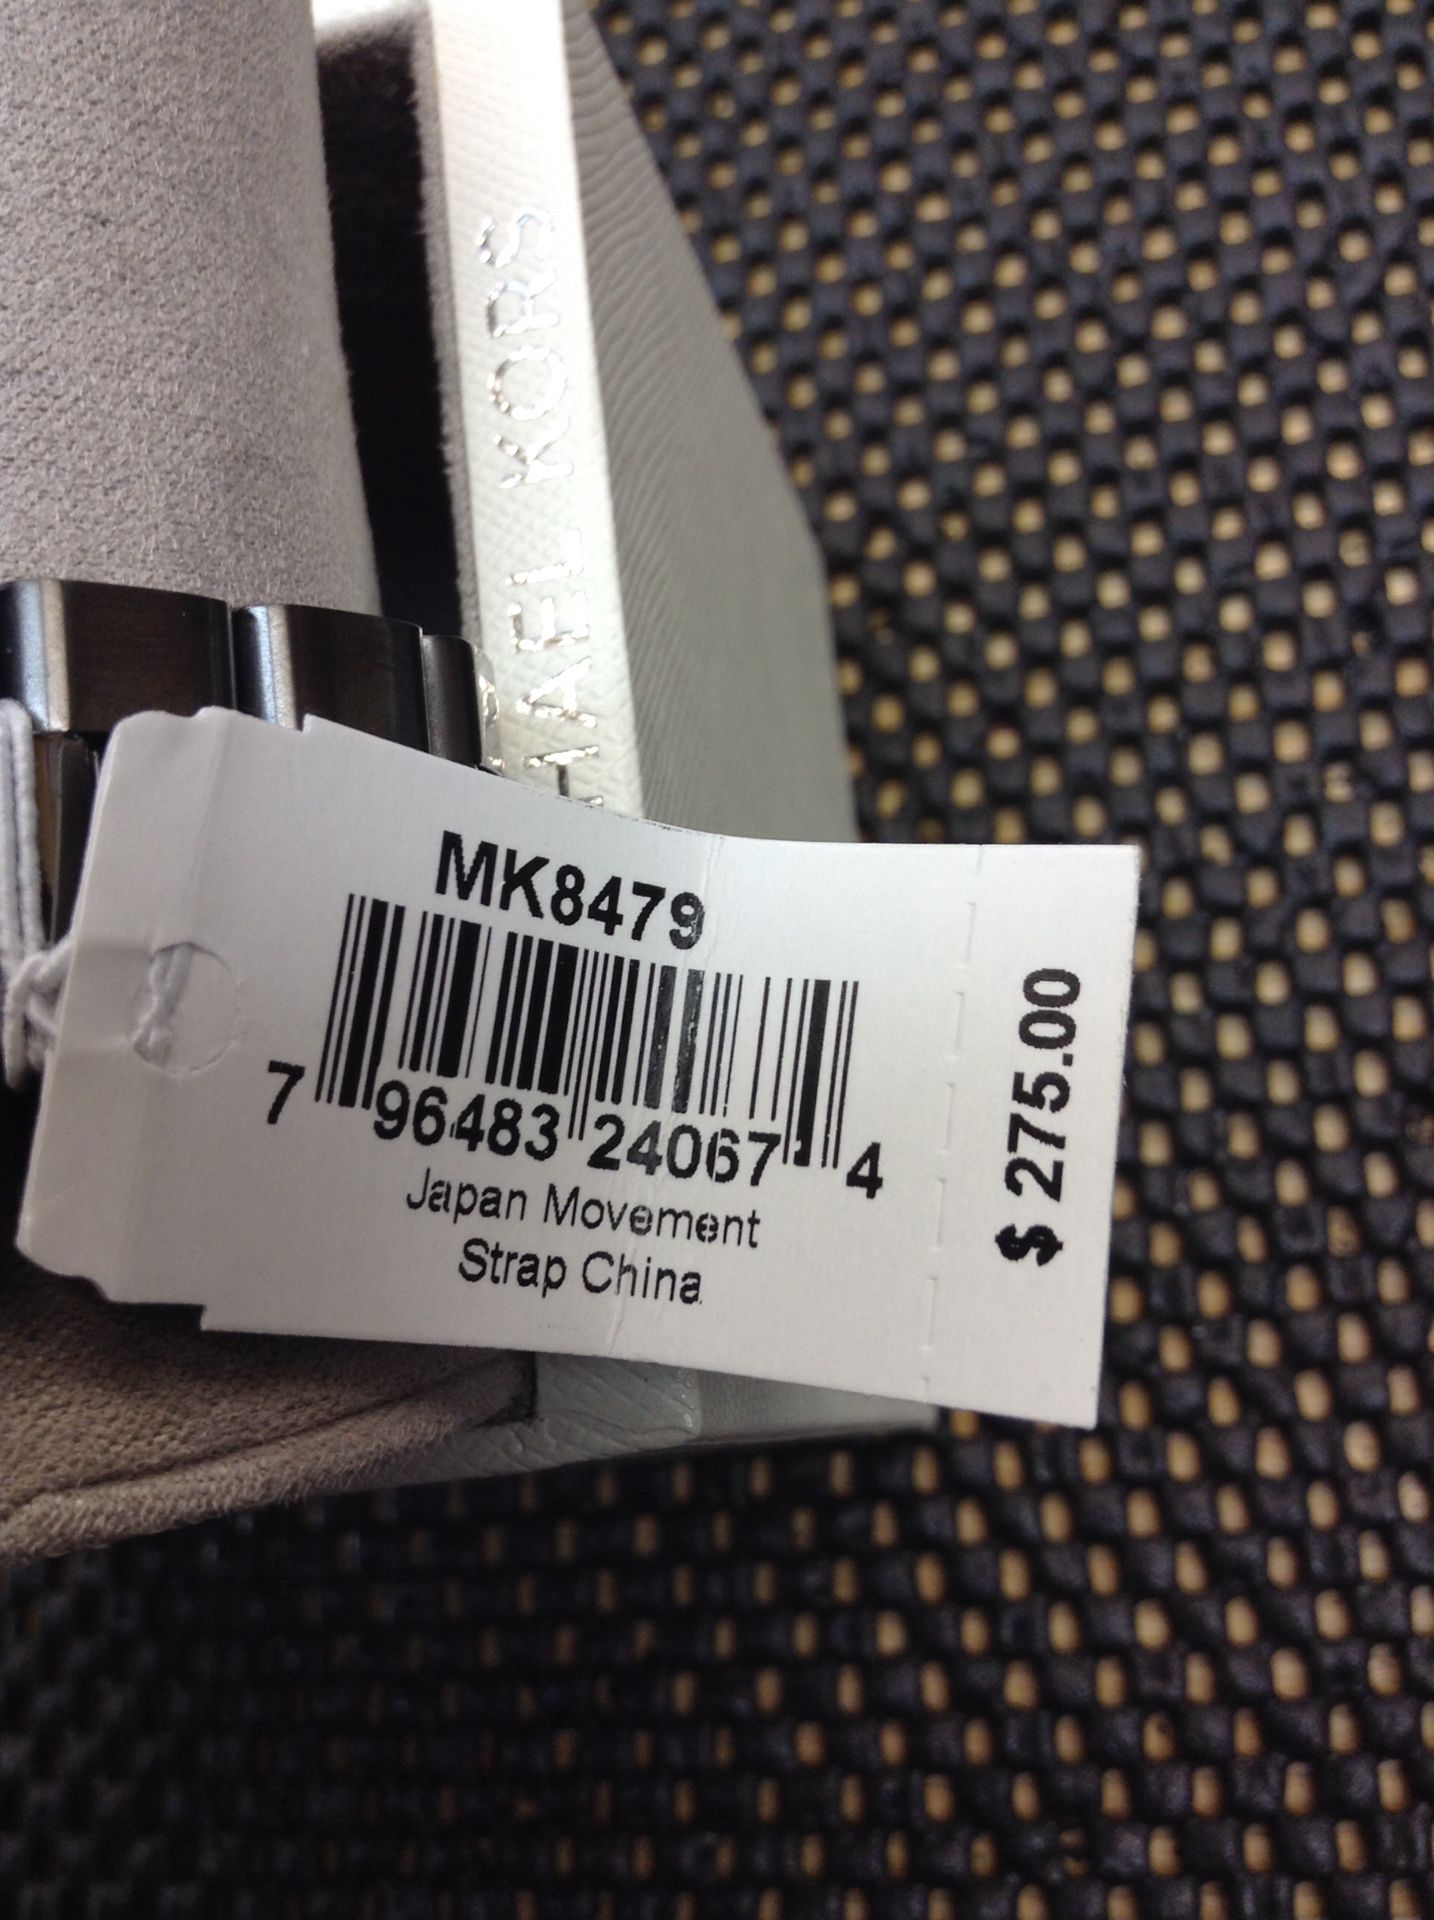 MICHAEL KORS
MK8479
7 96483 24067 4
Japan Movement
Strap China
$ 275.00